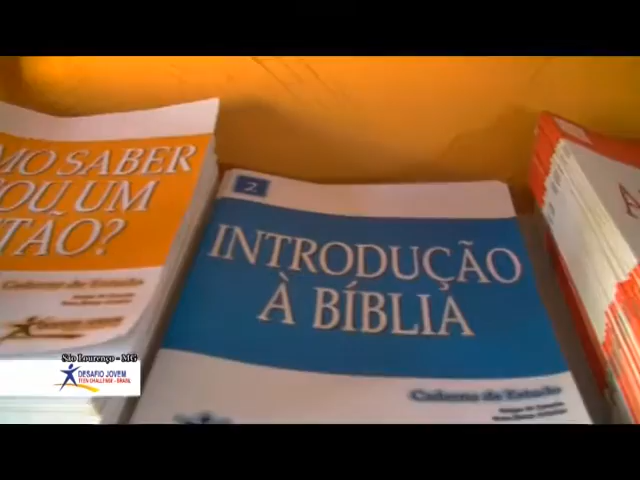 MO SABER
OU UM
TÃO?
Caderno de Estudo
2
INTRODUÇÃO
À BÍBLIA
Caderno de Estudo
A
São Lourenço - MG
DESAFIO JOVEM
TEEN CHALLENGE - BRASIL